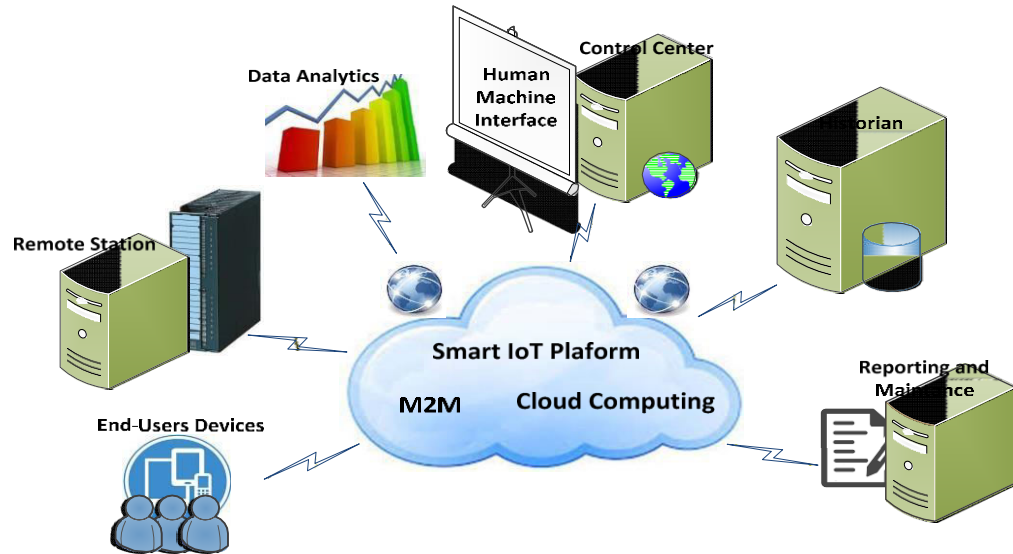 Control Center
Data Analytics
Human
Machine
Interface
Historian
Remote Station
Smart IoT Plaform
M2M
Cloud Computing
Reporting and
Maintance
End-Users Devices